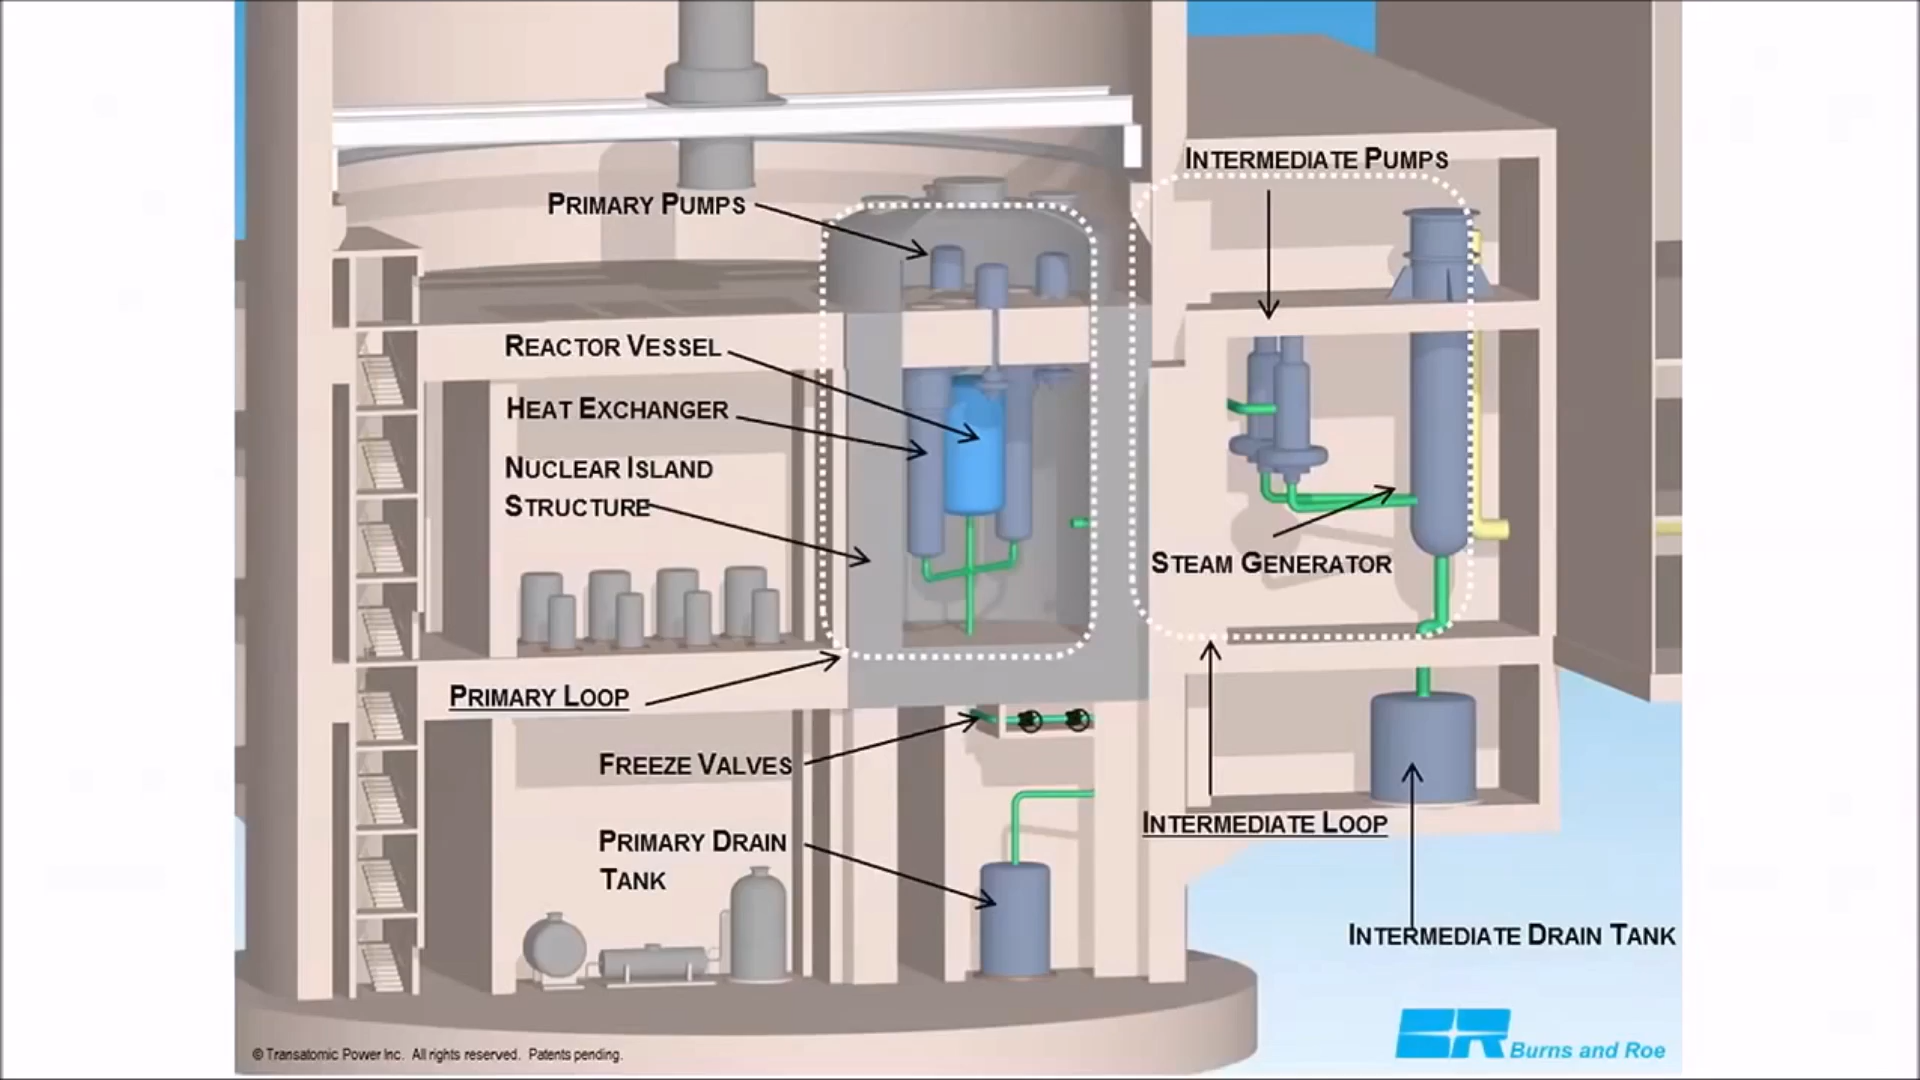 INTERMEDIATE PUMPS
PRIMARY PUMPS
REACTOR VESSEL
HEAT EXCHANGER
NUCLEAR ISLAND
STRUCTURE
STEAM GENERATOR
PRIMARY LOOP
FREEZE VALVES
INTERMEDIATE LOOP
PRIMARY DRAIN
TANK
INTERMEDIATE DRAIN TANK
© Transatomic Power Inc. All rights reserved. Patents pending.
Burns and Roe